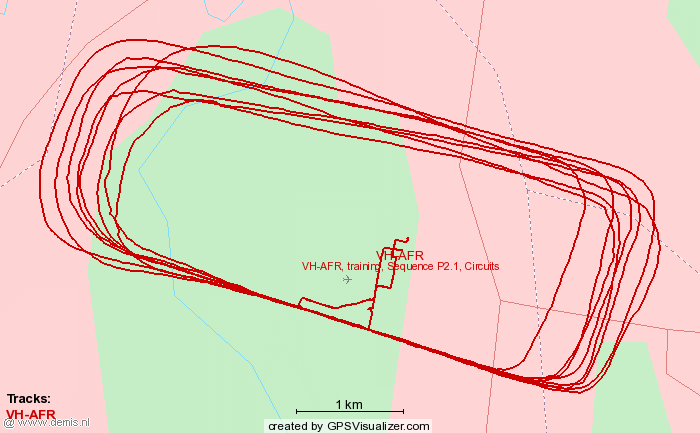 VH-AFR
VH-AFR, training, Sequence P2.1, Circuits
Tracks:
VH-AFR
@ www.demis.nl
1 km
created by GPSVisualizer.com